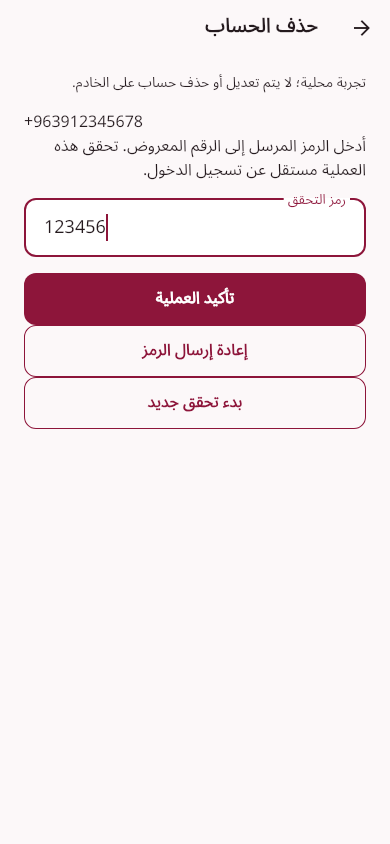 حذف الحساب
تجربة محلية؛ لا يتم تعديل أو حذف حساب على الخادم.
+963912345678
أدخل الرمز المرسل إلى الرقم المعروض. تحقق هذه
العملية مستقل عن تسجيل الدخول.
رمز التحقق
123456
تأكيد العملية
إعادة إرسال الرمز
بدء تحقق جديد